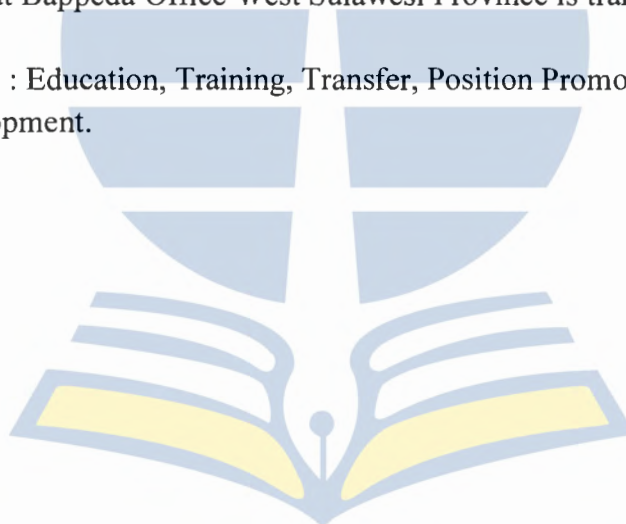 at Bappeda Office West Sulawesi Province is tra
: Education, Training, Transfer, Position Promo
opment.